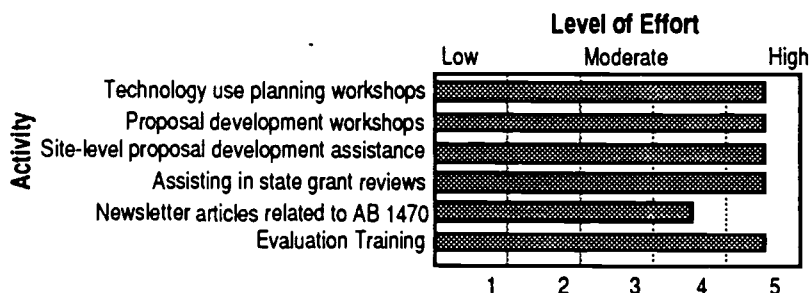 Level of Effort
Low Moderate High
Activity
Technology use planning workshops
Proposal development workshops
Site-level proposal development assistance
Assisting in state grant reviews
Newsletter articles related to AB 1470
Evaluation Training
1 2 3 4 5